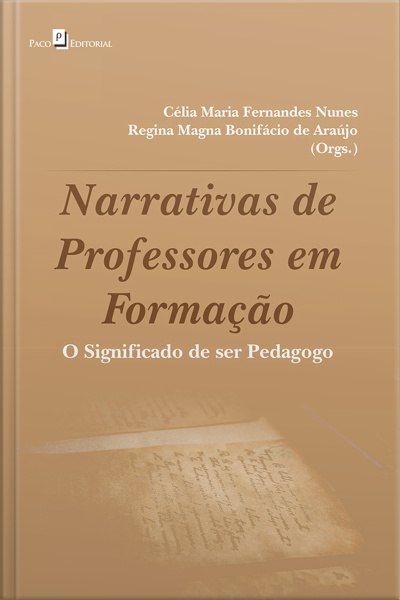 PACO EDITORIAL
Célia Maria Fernandes Nunes
Regina Magna Bonifácio de Araújo
(Orgs.)
Narrativas de
Professores em
Formação
O Significado de ser Pedagogo